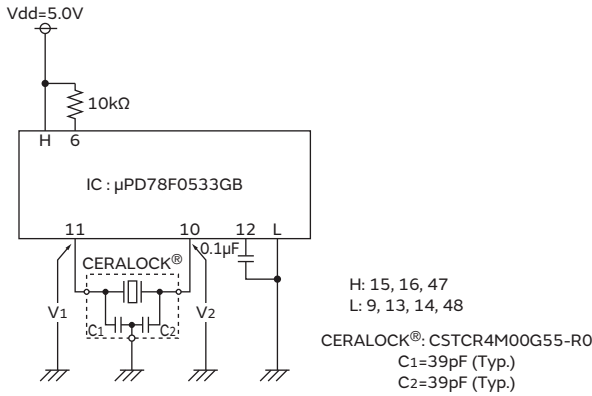 Vdd=5.0V
10kΩ
H 6
IC : µPD78F0533GB
11 10 12 L
0.1µF
CERALOCK®
V1 V2
C1 C2
H: 15, 16, 47
L: 9, 13, 14, 48
CERALOCK®: CSTCR4M00G55-R0
C1=39pF (Typ.)
C2=39pF (Typ.)